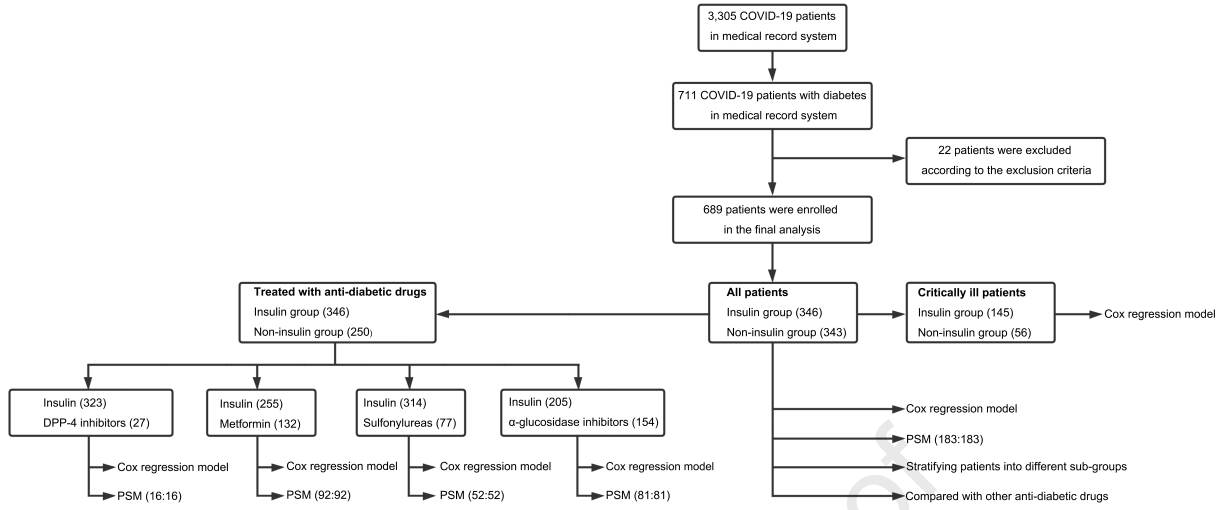 3,305 COVID-19 patients
in medical record system
711 COVID-19 patients with diabetes
in medical record system
22 patients were excluded
according to the exclusion criteria
689 patients were enrolled
in the final analysis
Treated with anti-diabetic drugs
Insulin group (346)
Non-insulin group (250)
All patients
Insulin group (346)
Non-insulin group (343)
Critically ill patients
Insulin group (145)
Non-insulin group (56)
Cox regression model
Insulin (323)
DPP-4 inhibitors (27)
Insulin (255)
Metformin (132)
Insulin (314)
Sulfonylureas (77)
Insulin (205)
α-glucosidase inhibitors (154)
Cox regression model
PSM (16:16)
Cox regression model
PSM (92:92)
Cox regression model
PSM (52:52)
Cox regression model
PSM (81:81)
Cox regression model
PSM (183:183)
Stratifying patients into different sub-groups
Compared with other anti-diabetic drugs
of